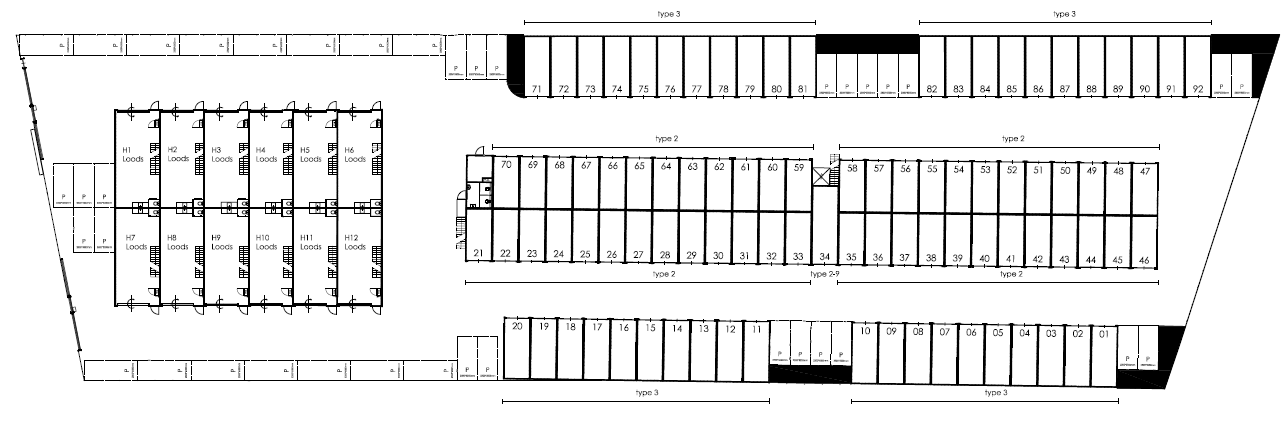 type 3
type 3
P P P P P P P P
P P P
71 72 73 74 75 76 77 78 79 80 81
P P P P P
82 83 84 85 86 87 88 89 90 91 92
P P
type 2
type 2
H1 Loods
H2 Loods
H3 Loods
H4 Loods
H5 Loods
H6 Loods
70 69 68 67 66 65 64 63 62 61 60 59
58 57 56 55 54 53 52 51 50 49 48 47
P P P
P P
H7 Loods
H8 Loods
H9 Loods
H10 Loods
H11 Loods
H12 Loods
21 22 23 24 25 26 27 28 29 30 31 32 33 34 35 36 37 38 39 40 41 42 43 44 45 46
type 2
type 2-9
type 2
20 19 18 17 16 15 14 13 12 11
P P P P
10 09 08 07 06 05 04 03 02 01
P P
P P
P P P P P P P
type 3
type 3